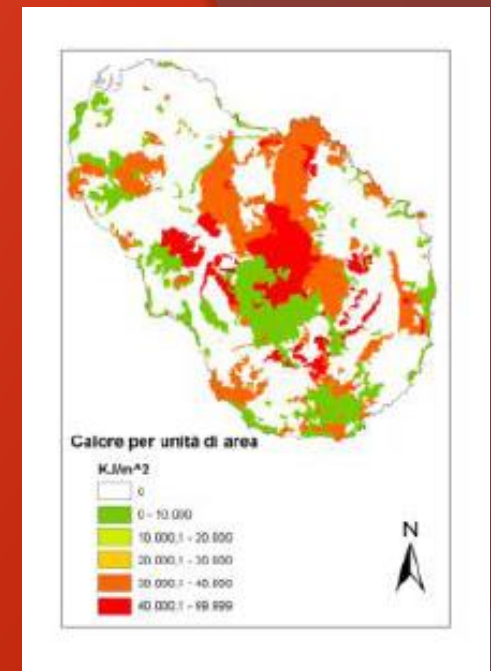 Calore per unità di area
KJ/m^2
0
0 - 10.000
10.000,1 - 20.000
20.000,1 - 30.000
30.000,1 - 40.000
40.000,1 - 99.999
N